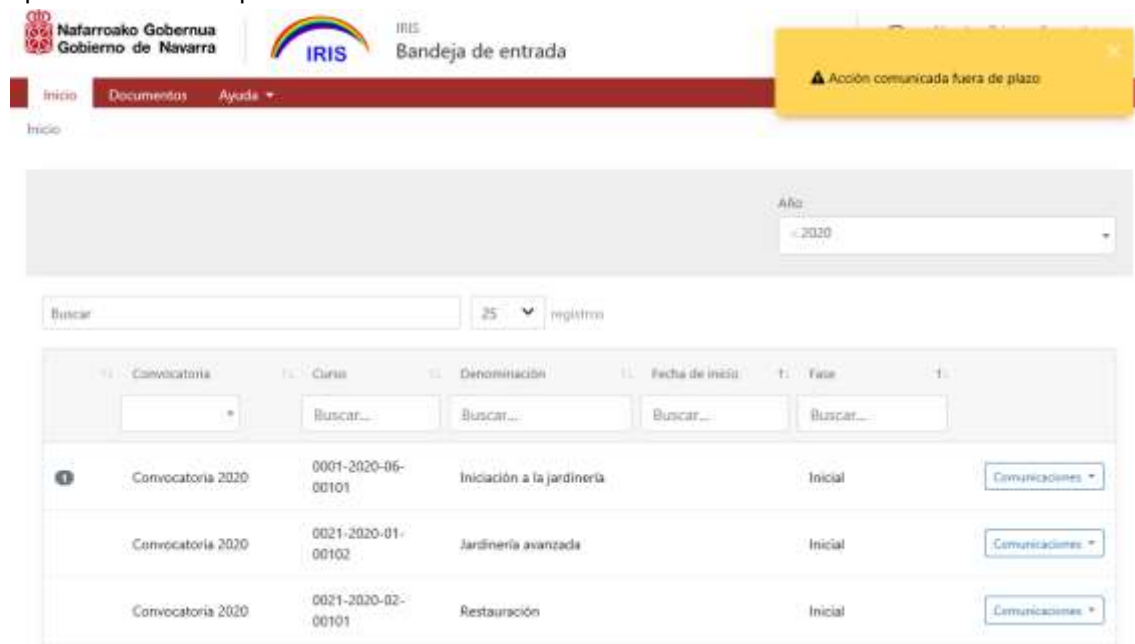 Nafarroako Gobernua
Gobierno de Navarra
IRIS
IRIS
Bandeja de entrada
Acción comunicada fuera de plazo
Inicio Documentos Ayuda
Inicio
Año
2020
Buscar
25 registros
Convocatoria Curso Denominación Fecha de inicio Fase
Buscar... Buscar... Buscar... Buscar...
1 Convocatoria 2020 0001-2020-06-00101 Iniciación a la jardinería Inicial Comunicaciones
Convocatoria 2020 0021-2020-01-00102 Jardinería avanzada Inicial Comunicaciones
Convocatoria 2020 0021-2020-02-00101 Restauración Inicial Comunicaciones